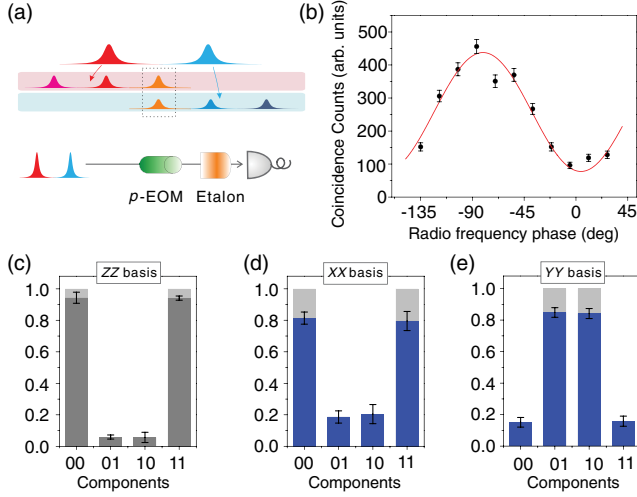 (a)
p-EOM Etalon
(b)
Coincidence Counts (arb. units)
500
400
300
200
100
0
-135 -90 -45 0 45
Radio frequency phase (deg)
(c)
ZZ basis
1.0
0.8
0.6
0.4
0.2
0.0
00 01 10 11
Components
(d)
XX basis
1.0
0.8
0.6
0.4
0.2
0.0
00 01 10 11
Components
(e)
YY basis
1.0
0.8
0.6
0.4
0.2
0.0
00 01 10 11
Components